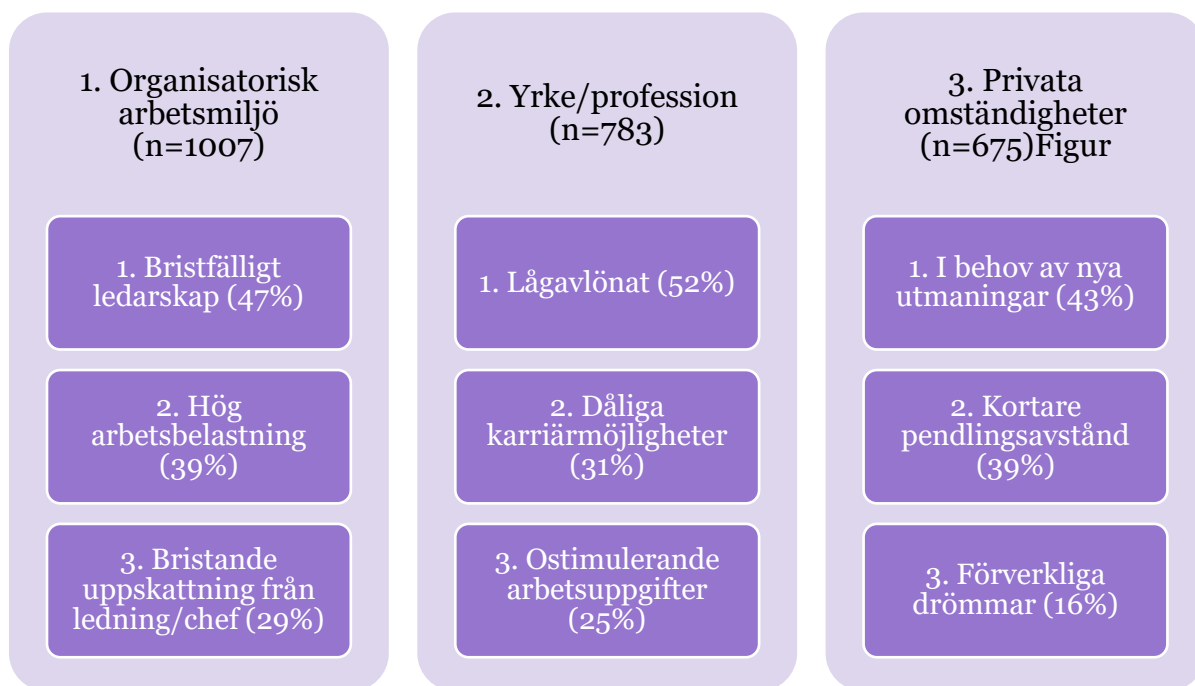 1. Organisatorisk
arbetsmiljö
(n=1007)
1. Bristfälligt
ledarskap (47%)
2. Hög
arbetsbelastning
(39%)
3. Bristande
uppskattning från
ledning/chef (29%)
2. Yrke/profession
(n=783)
1. Lågavlönat (52%)
2. Dåliga
karriärmöjligheter
(31%)
3. Ostimulerande
arbetsuppgifter
(25%)
3. Privata
omständigheter
(n=675)Figur
1. I behov av nya
utmaningar (43%)
2. Kortare
pendlingsavstånd
(39%)
3. Förverkliga
drömmar (16%)